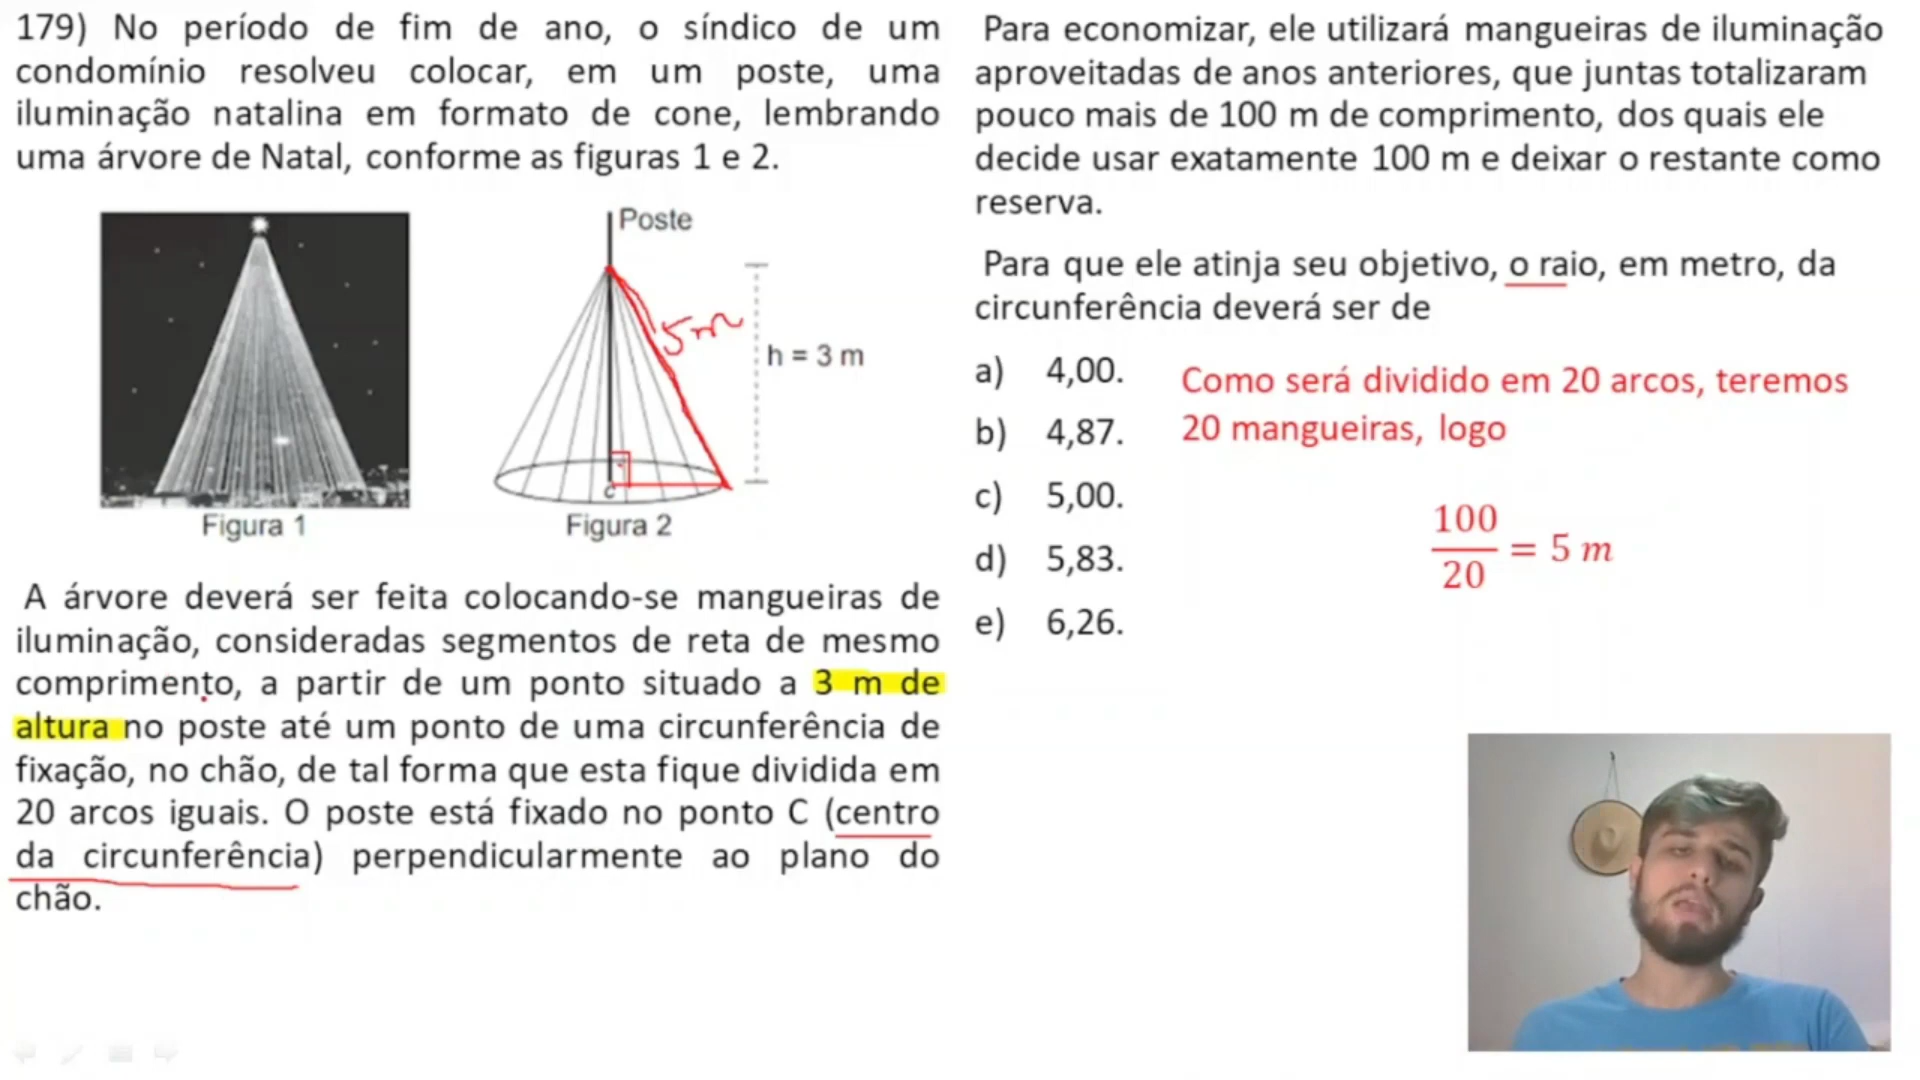 179) No período de fim de ano, o síndico de um
condomínio resolveu colocar, em um poste, uma
iluminação natalina em formato de cone, lembrando
uma árvore de Natal, conforme as figuras 1 e 2.
Poste
5m
h = 3 m
C
Figura 1
Figura 2
A árvore deverá ser feita colocando-se mangueiras de
iluminação, consideradas segmentos de reta de mesmo
comprimento, a partir de um ponto situado a 3 m de
altura no poste até um ponto de uma circunferência de
fixação, no chão, de tal forma que esta fique dividida em
20 arcos iguais. O poste está fixado no ponto C (centro
da circunferência) perpendicularmente ao plano do
chão.
Para economizar, ele utilizará mangueiras de iluminação
aproveitadas de anos anteriores, que juntas totalizaram
pouco mais de 100 m de comprimento, dos quais ele
decide usar exatamente 100 m e deixar o restante como
reserva.
Para que ele atinja seu objetivo, o raio, em metro, da
circunferência deverá ser de
a) 4,00.
b) 4,87.
c) 5,00.
d) 5,83.
e) 6,26.
Como será dividido em 20 arcos, teremos
20 mangueiras, logo
100
20
= 5 m